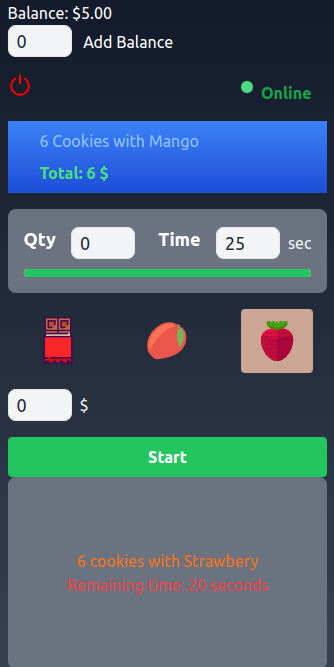 Balance: $5.00
0 Add Balance
Online
6 Cookies with Mango
Total: 6 $
Qty 0 Time 25 sec
0 $
Start
6 cookies with Strawbery
Remaining time: 20 seconds